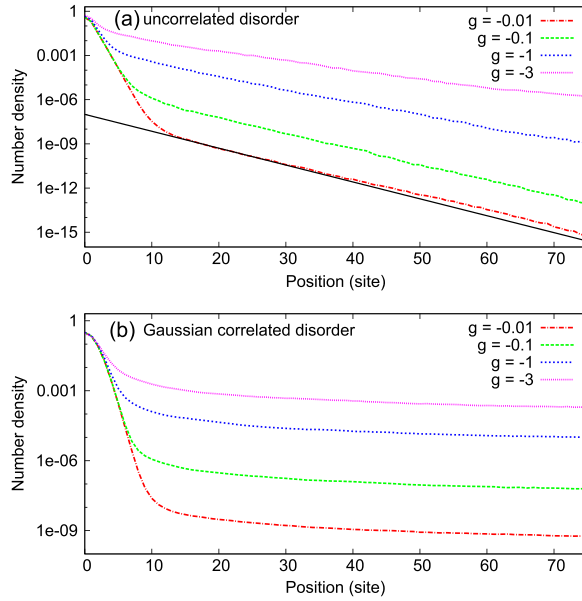 (a) uncorrelated disorder
g = -0.01
g = -0.1
g = -1
g = -3
1
0.001
1e-06
1e-09
1e-12
1e-15
Number density
0 10 20 30 40 50 60 70
Position (site)
(b) Gaussian correlated disorder
g = -0.01
g = -0.1
g = -1
g = -3
1
0.001
1e-06
1e-09
Number density
0 10 20 30 40 50 60 70
Position (site)